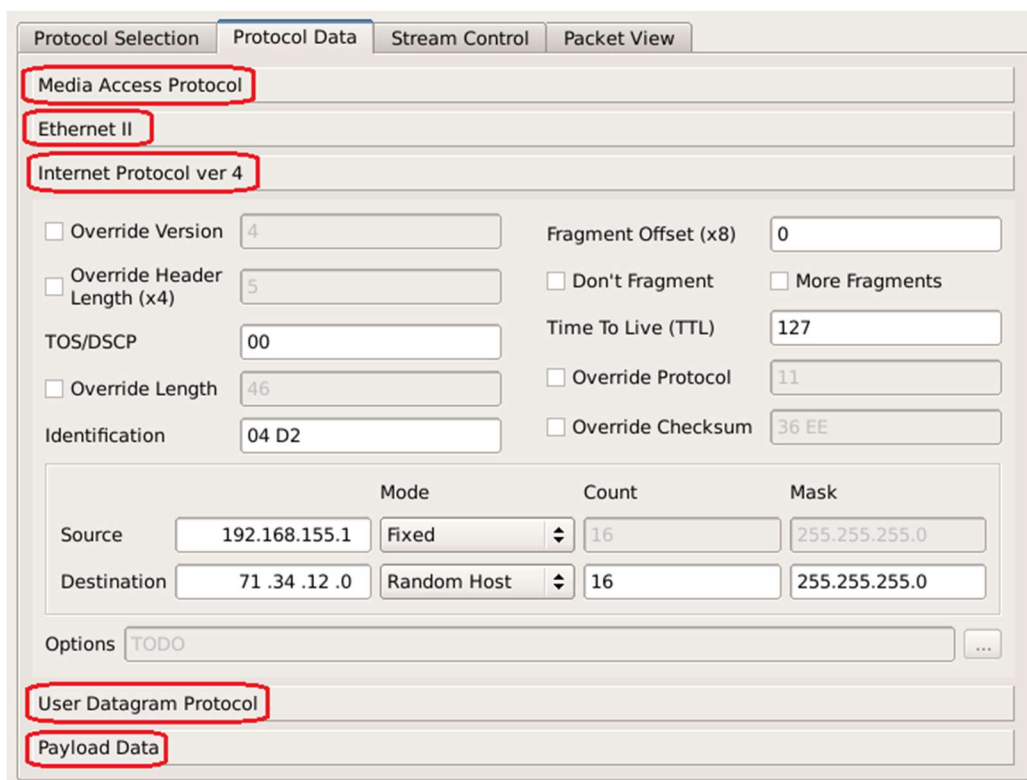 Protocol Selection Protocol Data Stream Control Packet View
Media Access Protocol
Ethernet II
Internet Protocol ver 4
Override Version 4 Fragment Offset (x8) 0
Override Header
Length (x4) 5 Don't Fragment More Fragments
TOS/DSCP 00 Time To Live (TTL) 127
Override Length 46 Override Protocol 11
Identification 04 D2 Override Checksum 36 EE
Mode Count Mask
Source 192.168.155.1 Fixed 16 255.255.255.0
Destination 71 .34 .12 .0 Random Host 16 255.255.255.0
Options TODO ...
User Datagram Protocol
Payload Data